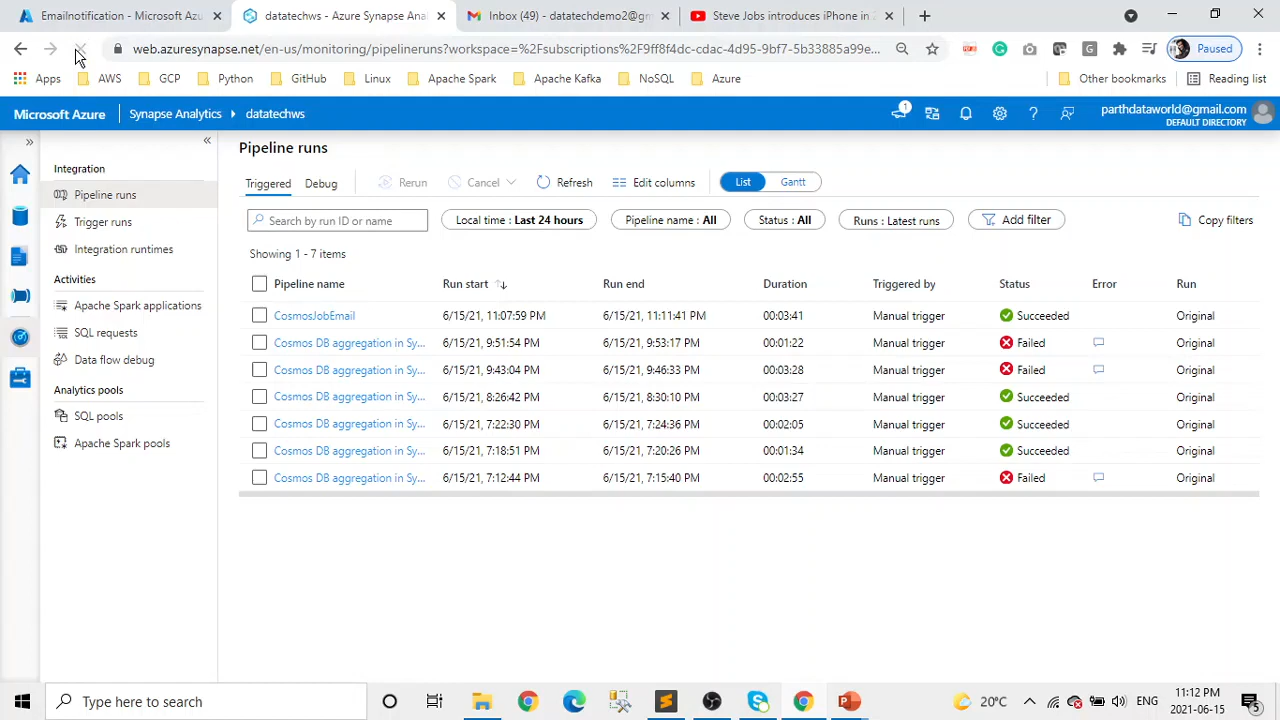 Emailnotification - Microsoft Azu
datatechws - Azure Synapse Anal
Inbox (49) - datatechdemo2@gm
Steve Jobs introduces iPhone in 2
web.azuresynapse.net/en-us/monitoring/pipelineruns?workspace=%2Fsubscriptions%2F9ff8f4dc-cdac-4d95-9bf7-5b33885a99e...
Paused
Apps
AWS
GCP
Python
GitHub
Linux
Apache Spark
Apache Kafka
NoSQL
Azure
Other bookmarks
Reading list
Microsoft Azure
Synapse Analytics
datatechws
1
parthdataworld@gmail.com
DEFAULT DIRECTORY
Integration
Pipeline runs
Trigger runs
Integration runtimes
Activities
Apache Spark applications
SQL requests
Data flow debug
Analytics pools
SQL pools
Apache Spark pools
Pipeline runs
Triggered Debug Rerun Cancel Refresh Edit columns List Gantt
Search by run ID or name Local time : Last 24 hours Pipeline name : All Status : All Runs : Latest runs Add filter Copy filters
Showing 1 - 7 items
Pipeline name Run start Run end Duration Triggered by Status Error Run
CosmosJobEmail 6/15/21, 11:07:59 PM 6/15/21, 11:11:41 PM 00:03:41 Manual trigger Succeeded Original
Cosmos DB aggregation in Sy... 6/15/21, 9:51:54 PM 6/15/21, 9:53:17 PM 00:01:22 Manual trigger Failed Original
Cosmos DB aggregation in Sy... 6/15/21, 9:43:04 PM 6/15/21, 9:46:33 PM 00:03:28 Manual trigger Failed Original
Cosmos DB aggregation in Sy... 6/15/21, 8:26:42 PM 6/15/21, 8:30:10 PM 00:03:27 Manual trigger Succeeded Original
Cosmos DB aggregation in Sy... 6/15/21, 7:22:30 PM 6/15/21, 7:24:36 PM 00:02:05 Manual trigger Succeeded Original
Cosmos DB aggregation in Sy... 6/15/21, 7:18:51 PM 6/15/21, 7:20:26 PM 00:01:34 Manual trigger Succeeded Original
Cosmos DB aggregation in Sy... 6/15/21, 7:12:44 PM 6/15/21, 7:15:40 PM 00:02:55 Manual trigger Failed Original
Type here to search
20°C
ENG
11:12 PM
2021-06-15
5